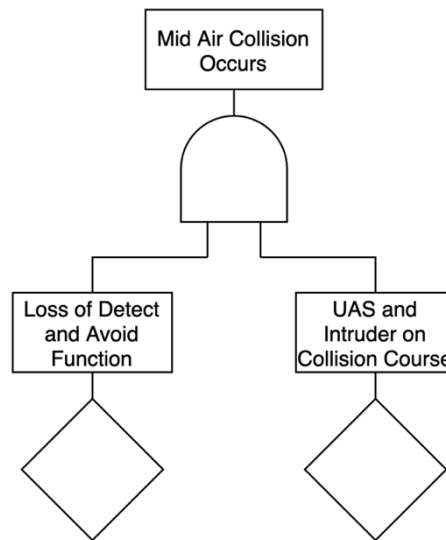 Mid Air Collision
Occurs
Loss of Detect
and Avoid
Function
UAS and
Intruder on
Collision Course